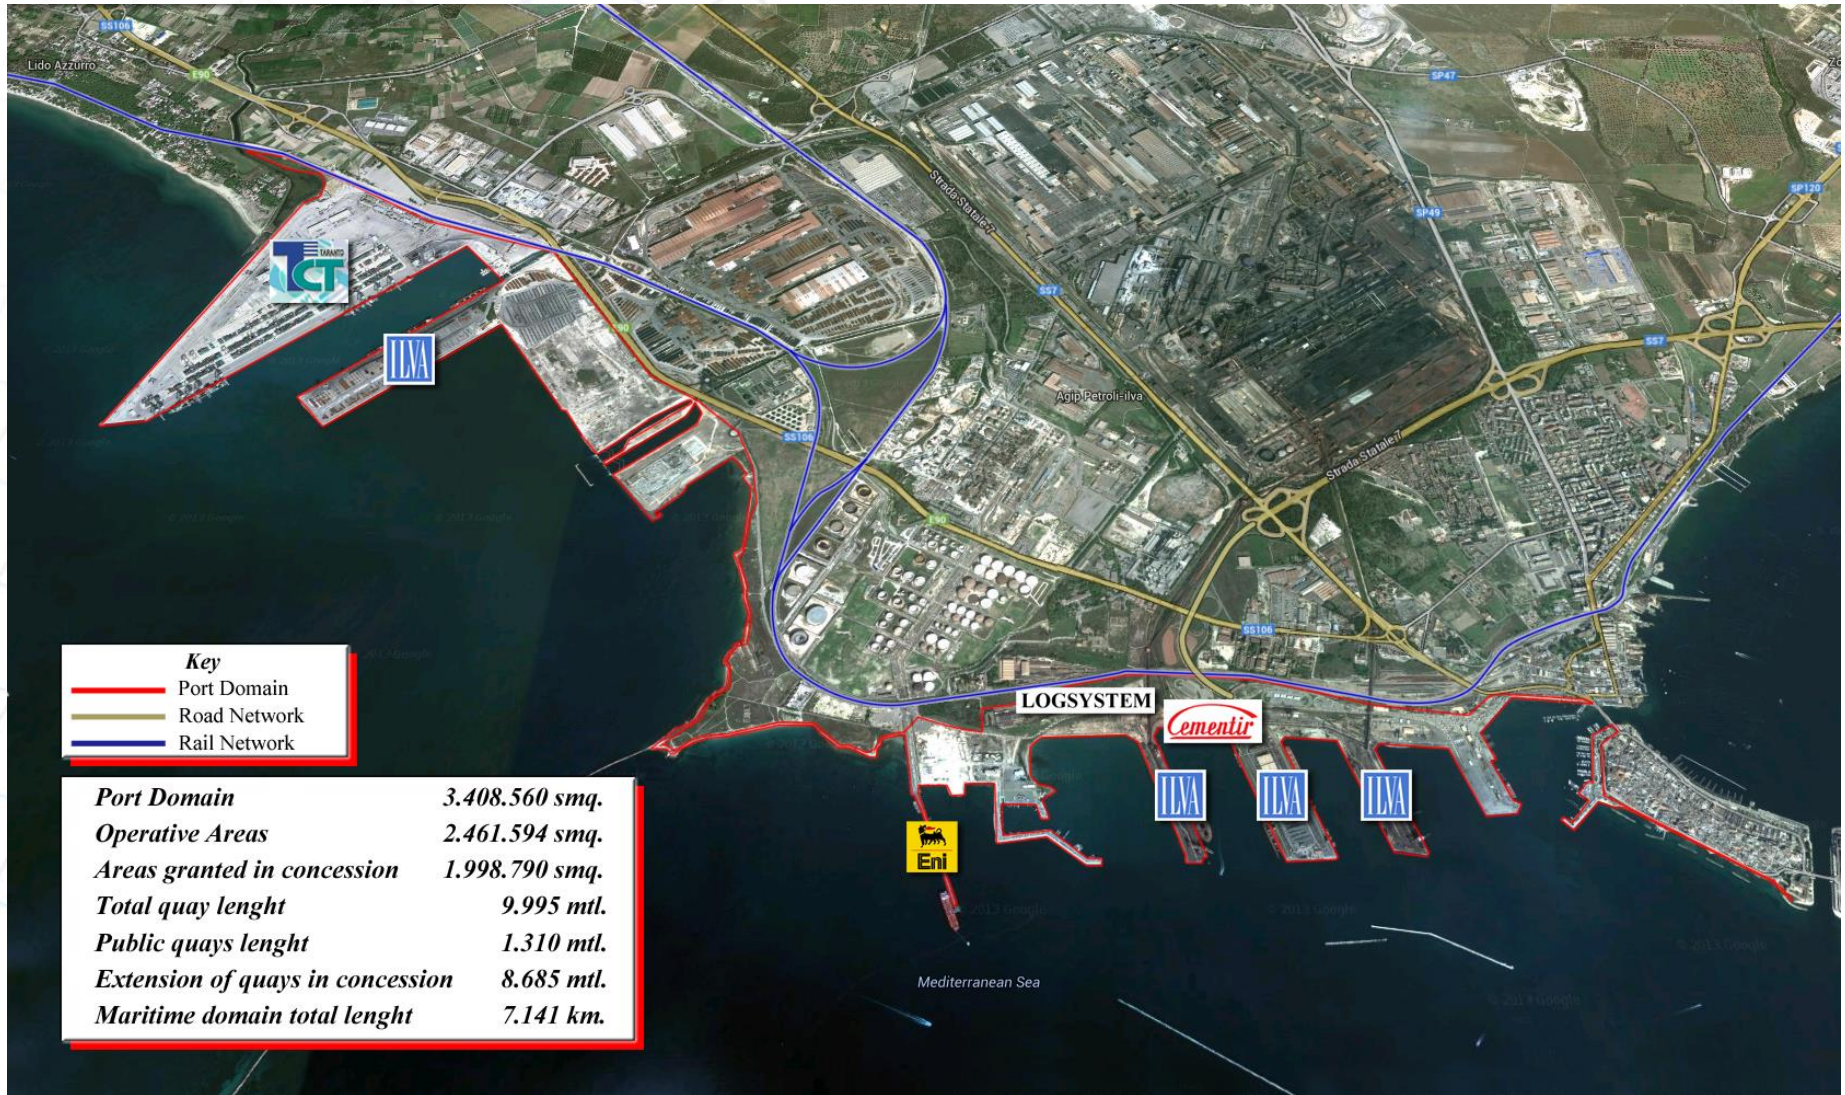 SS106
E90
Lido Azzurro
SP47
SP120
Strada Statale 7
SP49
TARANTO
TCT
SS7
E90
SS7
ILVA
Agip Petroli-ilva
SS106
Strada Statale 7
E90
SS106
Key
Port Domain
Road Network
Rail Network
LOGSYSTEM
Cementir
ILVA
ILVA
ILVA
Eni
Port Domain 3.408.560 smq.
Operative Areas 2.461.594 smq.
Areas granted in concession 1.998.790 smq.
Total quay lenght 9.995 mtl.
Public quays lenght 1.310 mtl.
Extension of quays in concession 8.685 mtl.
Maritime domain total lenght 7.141 km.
© 2013 Google
Mediterranean Sea